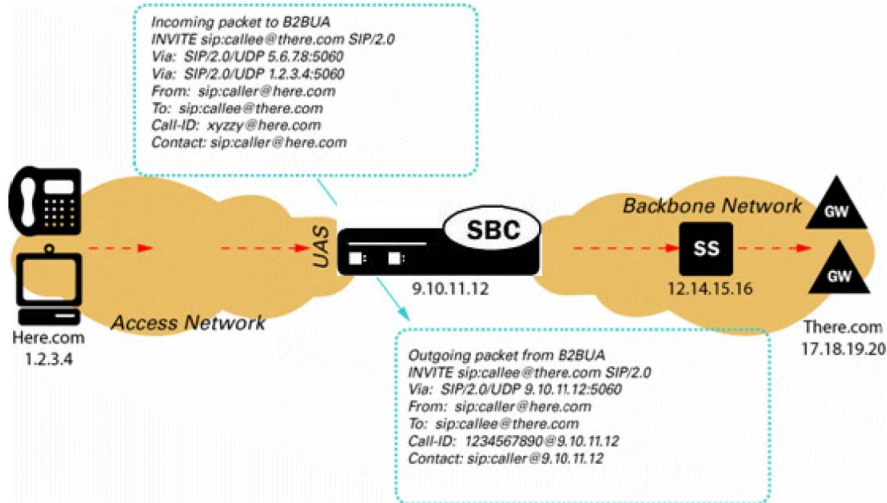 Incoming packet to B2BUA
INVITE sip:callee@there.com SIP/2.0
Via: SIP/2.0/UDP 5.6.7.8:5060
Via: SIP/2.0/UDP 1.2.3.4:5060
From: sip:caller@here.com
To: sip:callee@there.com
Call-ID: xyzzy@here.com
Contact: sip:caller@here.com
Here.com
1.2.3.4
Access Network
UAS
SBC
9.10.11.12
Backbone Network
SS
12.14.15.16
GW
GW
There.com
17.18.19.20
Outgoing packet from B2BUA
INVITE sip:callee@there.com SIP/2.0
Via: SIP/2.0/UDP 9.10.11.12:5060
From: sip:caller@here.com
To: sip:callee@there.com
Call-ID: 1234567890@9.10.11.12
Contact: sip:caller@9.10.11.12